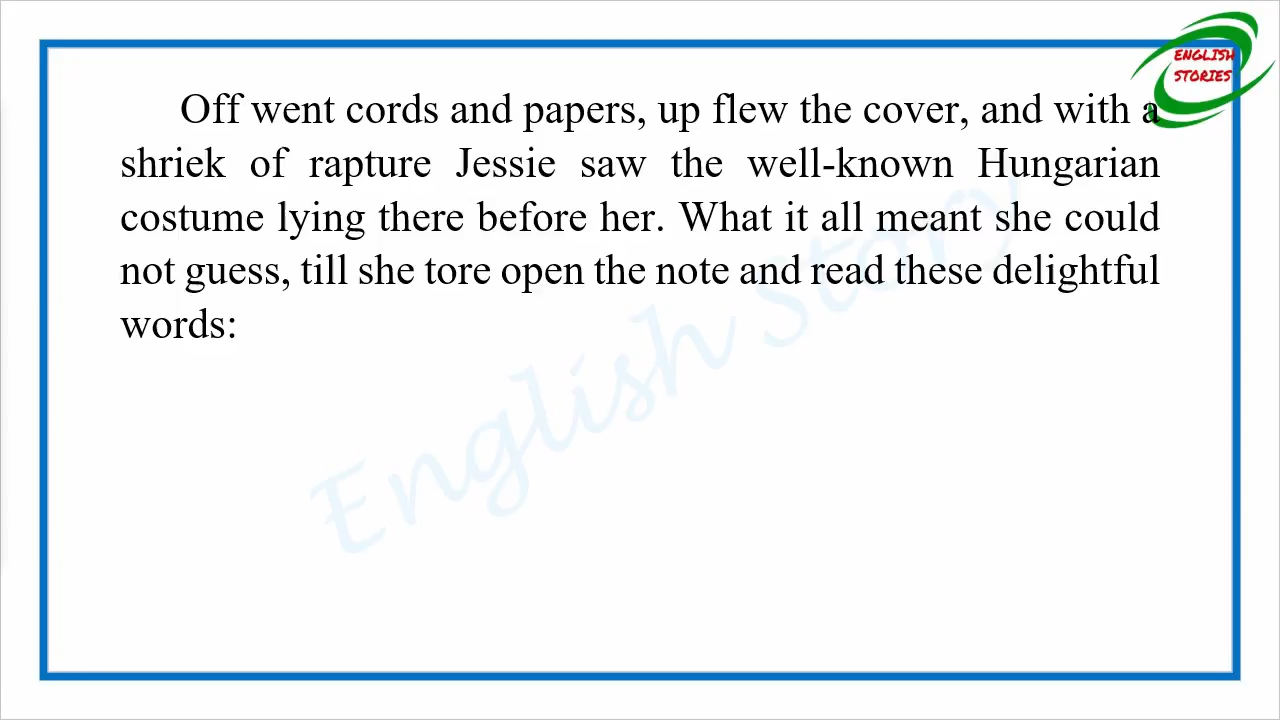 ENGLISH
STORIES
Off went cords and papers, up flew the cover, and with a
shriek of rapture Jessie saw the well-known Hungarian
costume lying there before her. What it all meant she could
not guess, till she tore open the note and read these delightful
words:
English Story